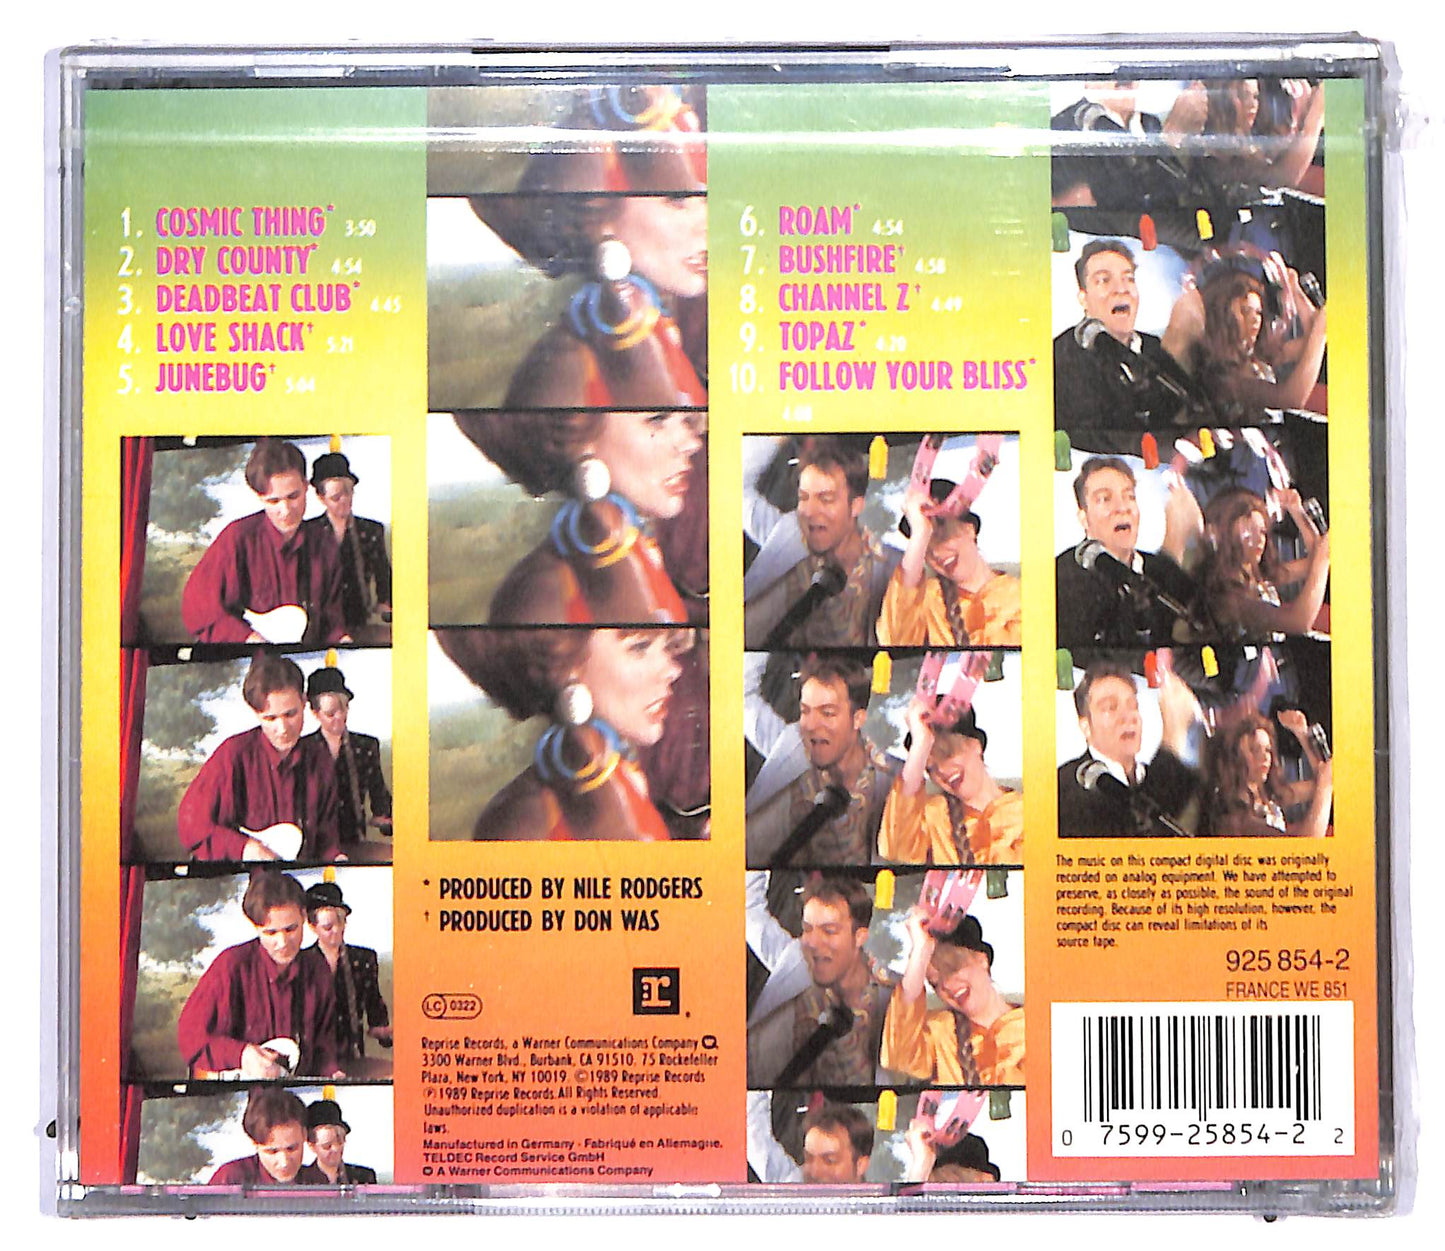 1. COSMIC THING* 3:50
2. DRY COUNTY* 4:54
3. DEADBEAT CLUB* 4:45
4. LOVE SHACK† 5:21
5. JUNEBUG† 5:04
6. ROAM* 4:54
7. BUSHFIRE† 4:58
8. CHANNEL Z† 4:49
9. TOPAZ* 4:20
10. FOLLOW YOUR BLISS*
4:08
* PRODUCED BY NILE RODGERS
† PRODUCED BY DON WAS
LC 0322
r
Reprise Records, a Warner Communications Company
3300 Warner Blvd., Burbank, CA 91510. 75 Rockefeller
Plaza, New York, NY 10019. ©1989 Reprise Records
℗1989 Reprise Records. All Rights Reserved.
Unauthorized duplication is a violation of applicable
laws.
Manufactured in Germany · Fabriqué en Allemagne.
TELDEC Record Service GmbH
A Warner Communications Company
The music on this compact digital disc was originally
recorded on analog equipment. We have attempted to
preserve, as closely as possible, the sound of the original
recording. Because of its high resolution, however, the
compact disc can reveal limitations of its
source tape.
925 854-2
FRANCE WE 851
0 7599-25854-2 2